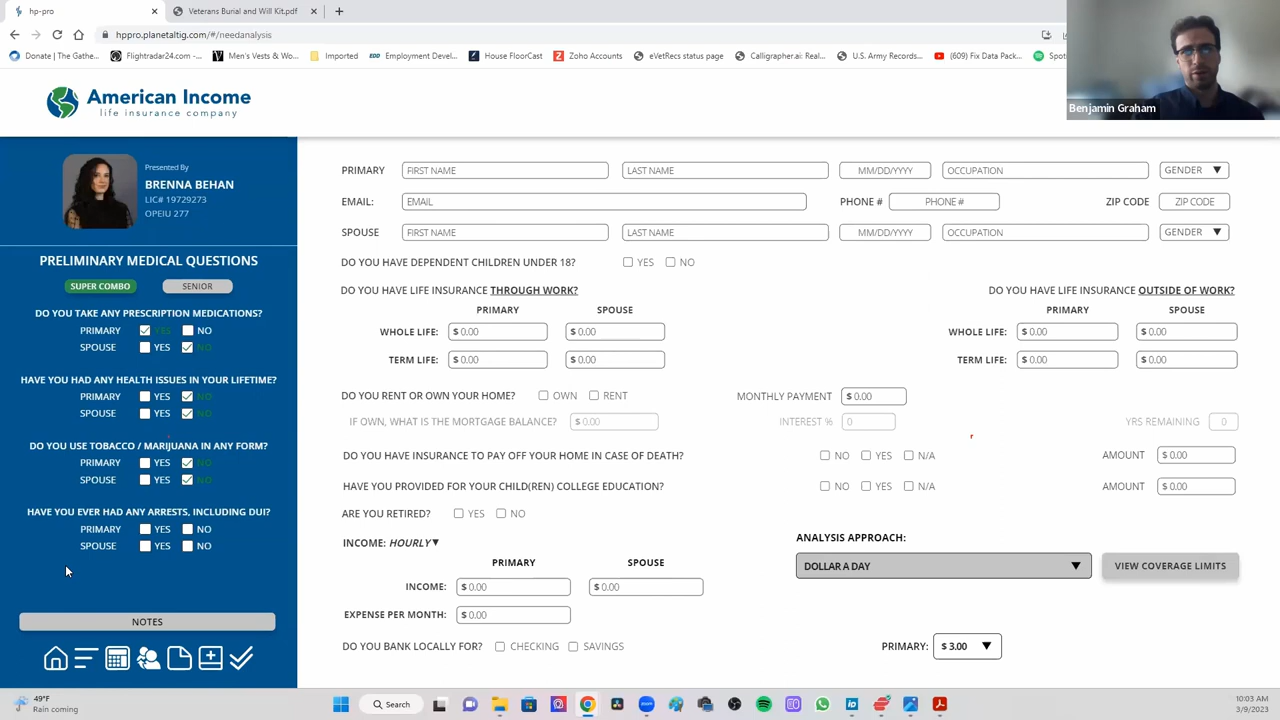 hp-pro
Veterans Burial and Will Kit.pdf
hppro.planetaltig.com/#/needanalysis
Donate | The Gathe...
Flightradar24.com -...
Men's Vests & Wo...
Imported
EDD Employment Devel...
House FloorCast
Zoho Accounts
eVetRecs status page
Calligrapher.ai: Real...
U.S. Army Records...
(609) Fix Data Pack...
Spot
Benjamin Graham
American Income
life insurance company
Presented By
BRENNA BEHAN
LIC# 19729273
OPEIU 277
PRELIMINARY MEDICAL QUESTIONS
SUPER COMBO SENIOR
DO YOU TAKE ANY PRESCRIPTION MEDICATIONS?
PRIMARY YES NO
SPOUSE YES NO
HAVE YOU HAD ANY HEALTH ISSUES IN YOUR LIFETIME?
PRIMARY YES NO
SPOUSE YES NO
DO YOU USE TOBACCO / MARIJUANA IN ANY FORM?
PRIMARY YES NO
SPOUSE YES NO
HAVE YOU EVER HAD ANY ARRESTS, INCLUDING DUI?
PRIMARY YES NO
SPOUSE YES NO
NOTES
PRIMARY FIRST NAME LAST NAME MM/DD/YYYY OCCUPATION GENDER
EMAIL: EMAIL PHONE # PHONE # ZIP CODE ZIP CODE
SPOUSE FIRST NAME LAST NAME MM/DD/YYYY OCCUPATION GENDER
DO YOU HAVE DEPENDENT CHILDREN UNDER 18? YES NO
DO YOU HAVE LIFE INSURANCE THROUGH WORK?
PRIMARY SPOUSE
WHOLE LIFE: $ 0.00 $ 0.00
TERM LIFE: $ 0.00 $ 0.00
DO YOU HAVE LIFE INSURANCE OUTSIDE OF WORK?
PRIMARY SPOUSE
WHOLE LIFE: $ 0.00 $ 0.00
TERM LIFE: $ 0.00 $ 0.00
DO YOU RENT OR OWN YOUR HOME? OWN RENT MONTHLY PAYMENT $ 0.00
IF OWN, WHAT IS THE MORTGAGE BALANCE? $ 0.00 INTEREST % 0 YRS REMAINING 0
DO YOU HAVE INSURANCE TO PAY OFF YOUR HOME IN CASE OF DEATH? NO YES N/A AMOUNT $ 0.00
HAVE YOU PROVIDED FOR YOUR CHILD(REN) COLLEGE EDUCATION? NO YES N/A AMOUNT $ 0.00
ARE YOU RETIRED? YES NO
INCOME: HOURLY
PRIMARY SPOUSE
INCOME: $ 0.00 $ 0.00
EXPENSE PER MONTH: $ 0.00
DO YOU BANK LOCALLY FOR? CHECKING SAVINGS
ANALYSIS APPROACH:
DOLLAR A DAY VIEW COVERAGE LIMITS
PRIMARY: $ 3.00
49°F
Rain coming
Search
10:03 AM
3/9/2023